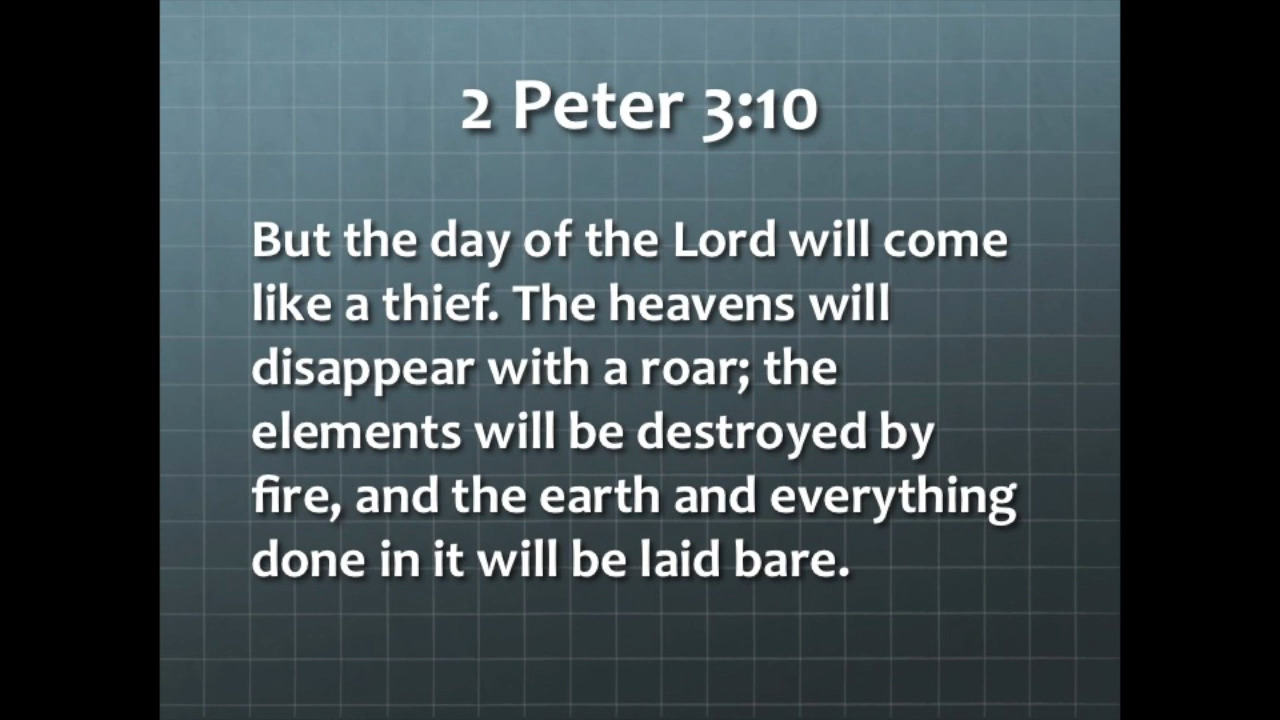 2 Peter 3:10
But the day of the Lord will come
like a thief. The heavens will
disappear with a roar; the
elements will be destroyed by
fire, and the earth and everything
done in it will be laid bare.